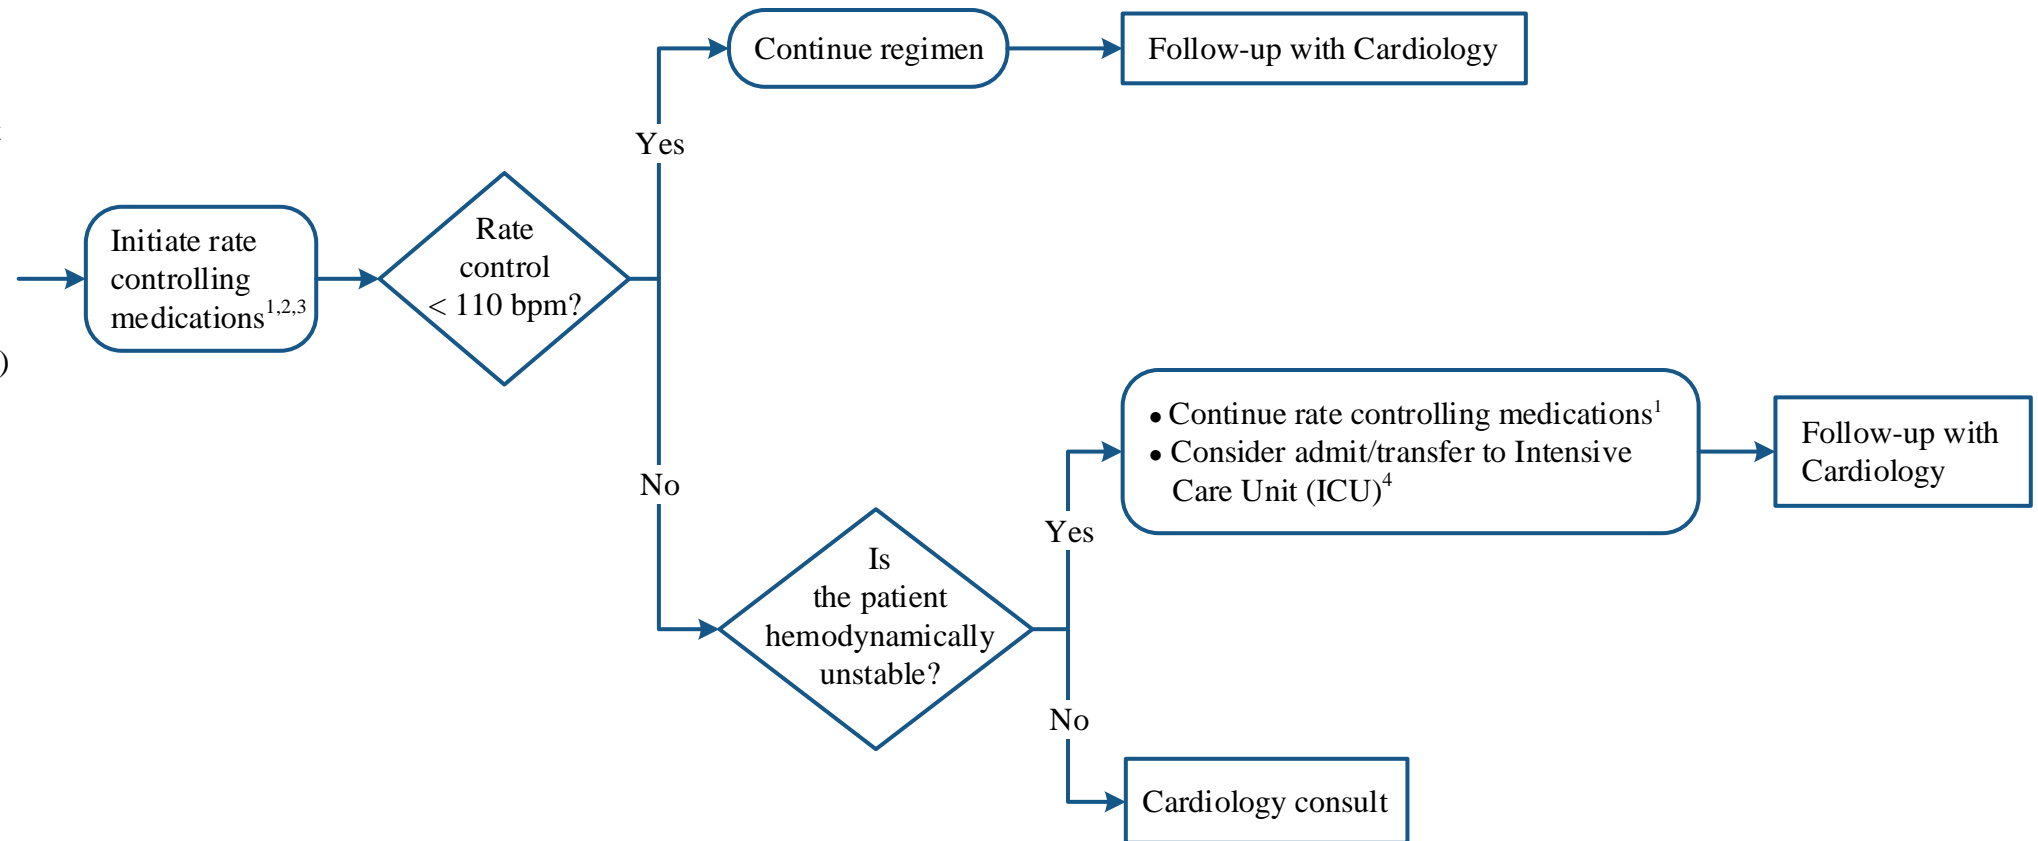 Continue regimen
Follow-up with Cardiology
Yes
Initiate rate
controlling
medications1,2,3
Rate
control
< 110 bpm?
)
No
• Continue rate controlling medications1
• Consider admit/transfer to Intensive
Care Unit (ICU)4
Follow-up with
Cardiology
Yes
Is
the patient
hemodynamically
unstable?
No
Cardiology consult